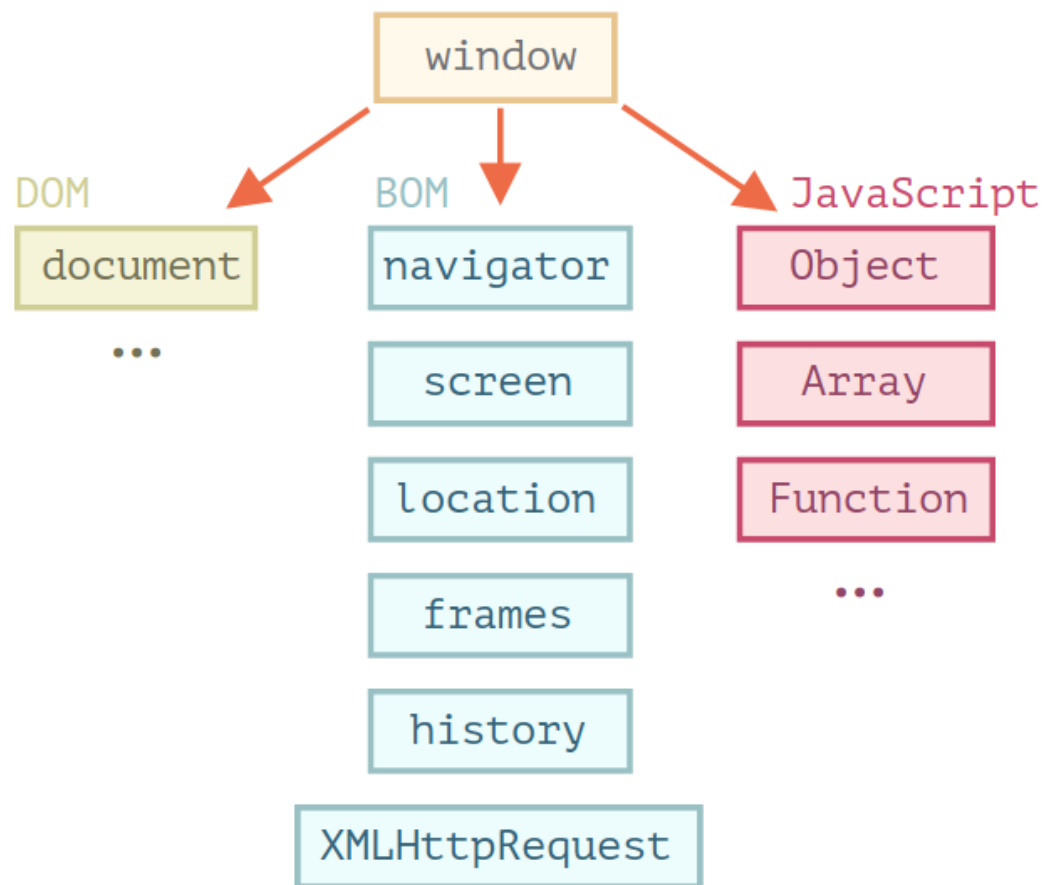 window
DOM
document
...
BOM
navigator
screen
location
frames
history
XMLHttpRequest
JavaScript
Object
Array
Function
...